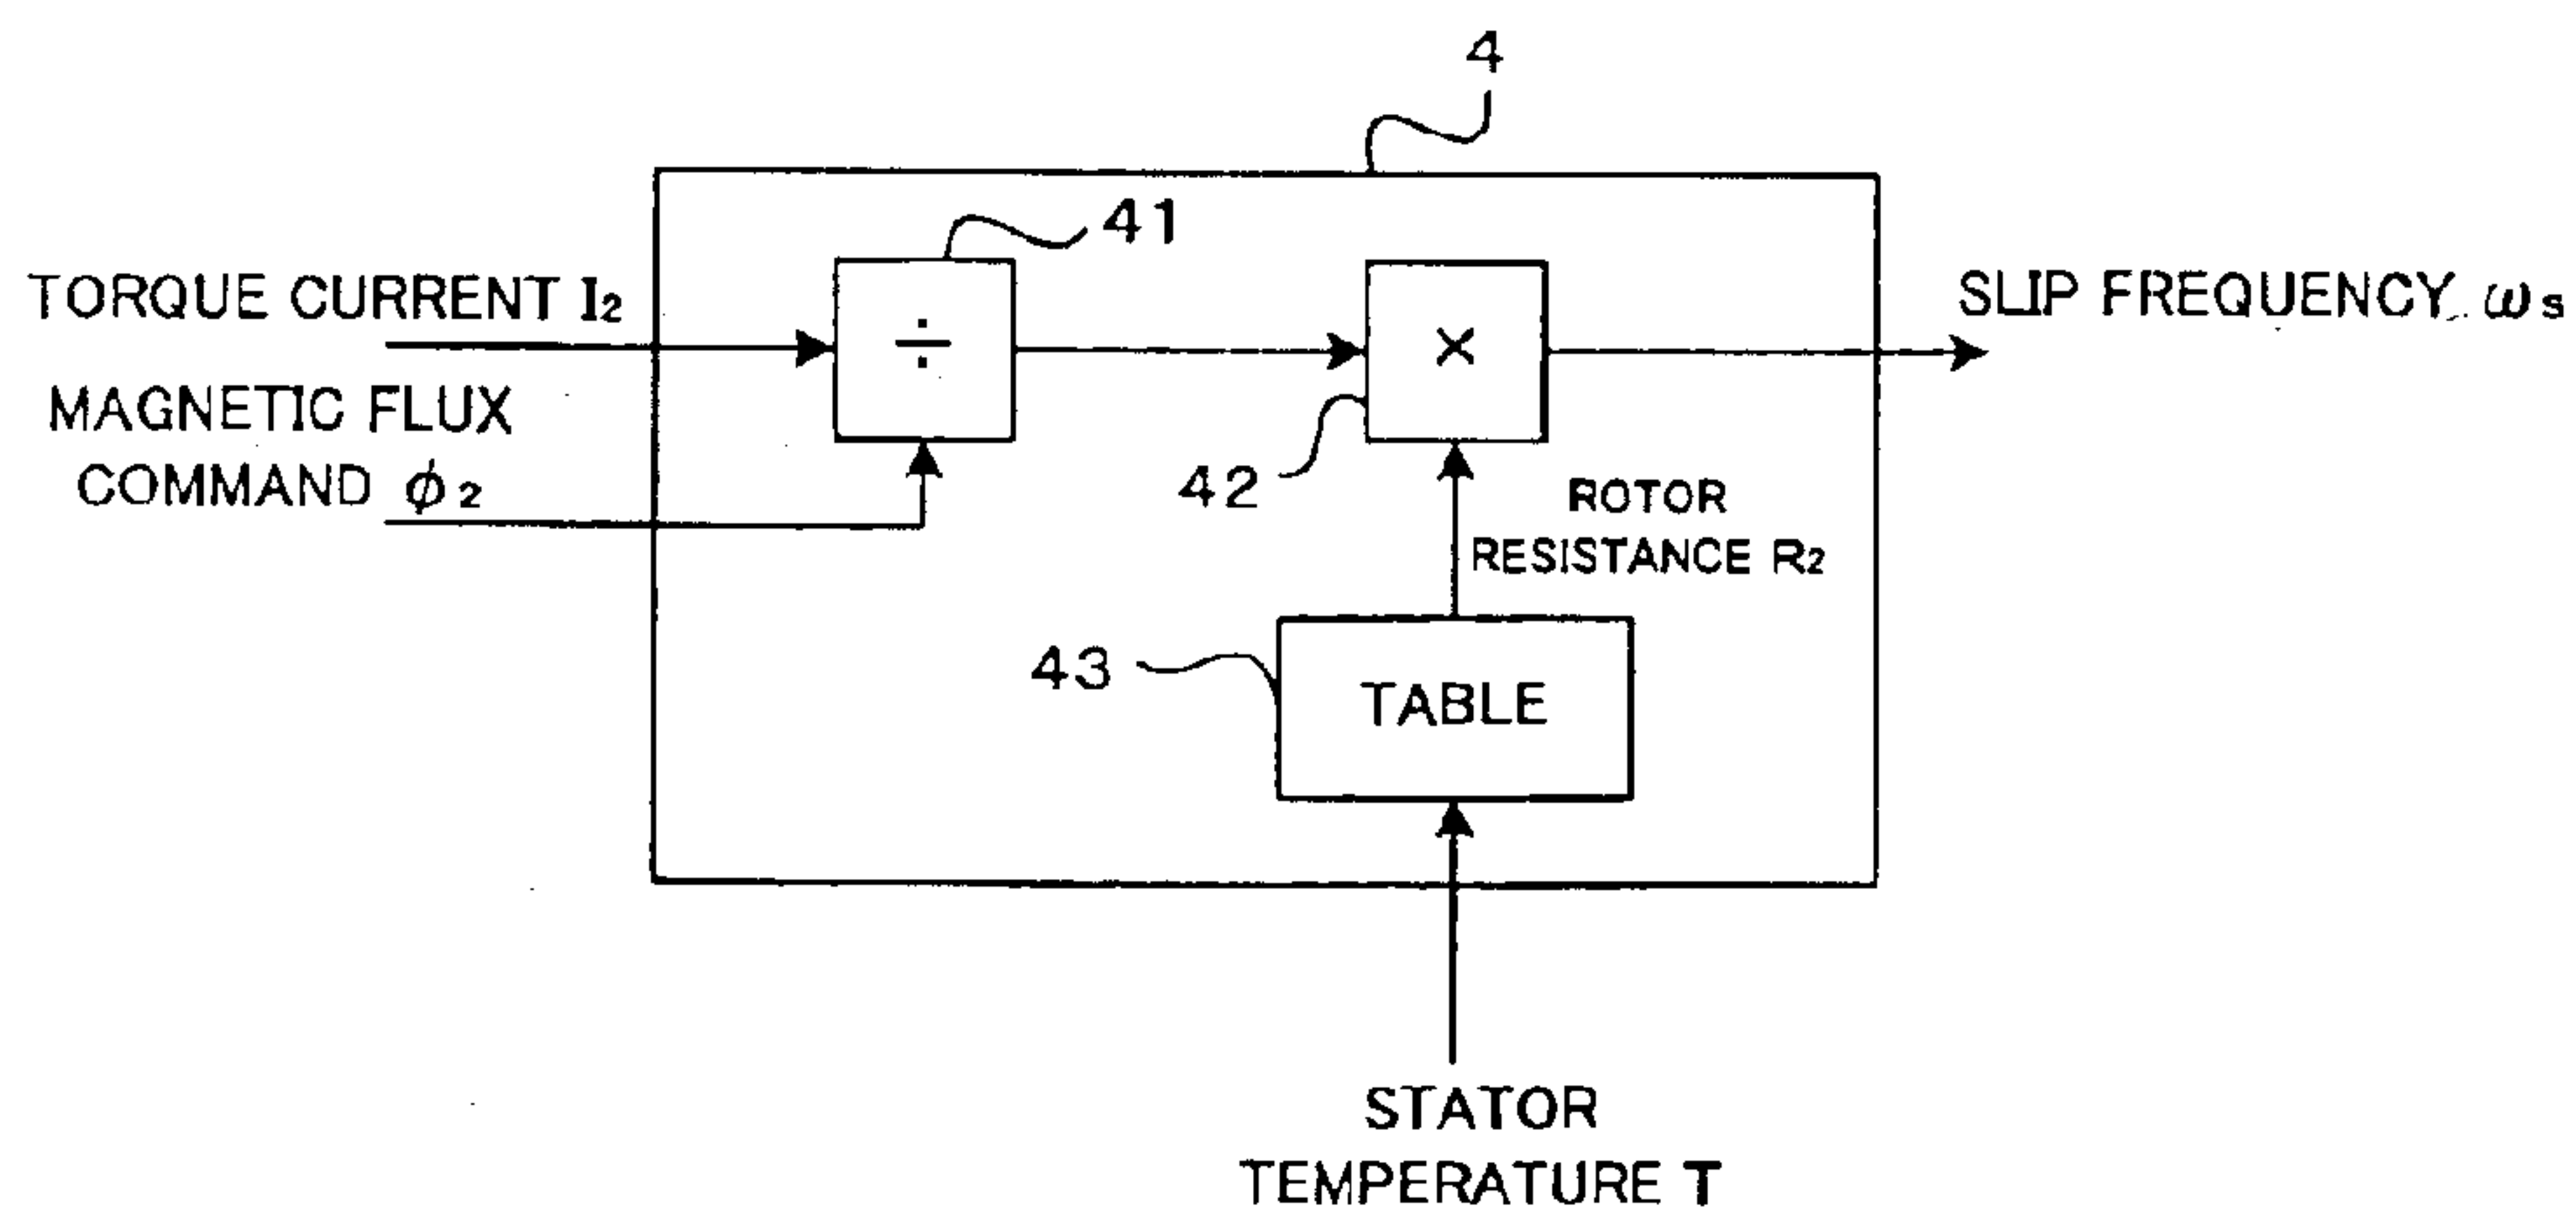 4
41
TORQUE CURRENT I₂
÷
×
SLIP FREQUENCY ωs
MAGNETIC FLUX
COMMAND ϕ₂
42
ROTOR
RESISTANCE R₂
43
TABLE
STATOR
TEMPERATURE T